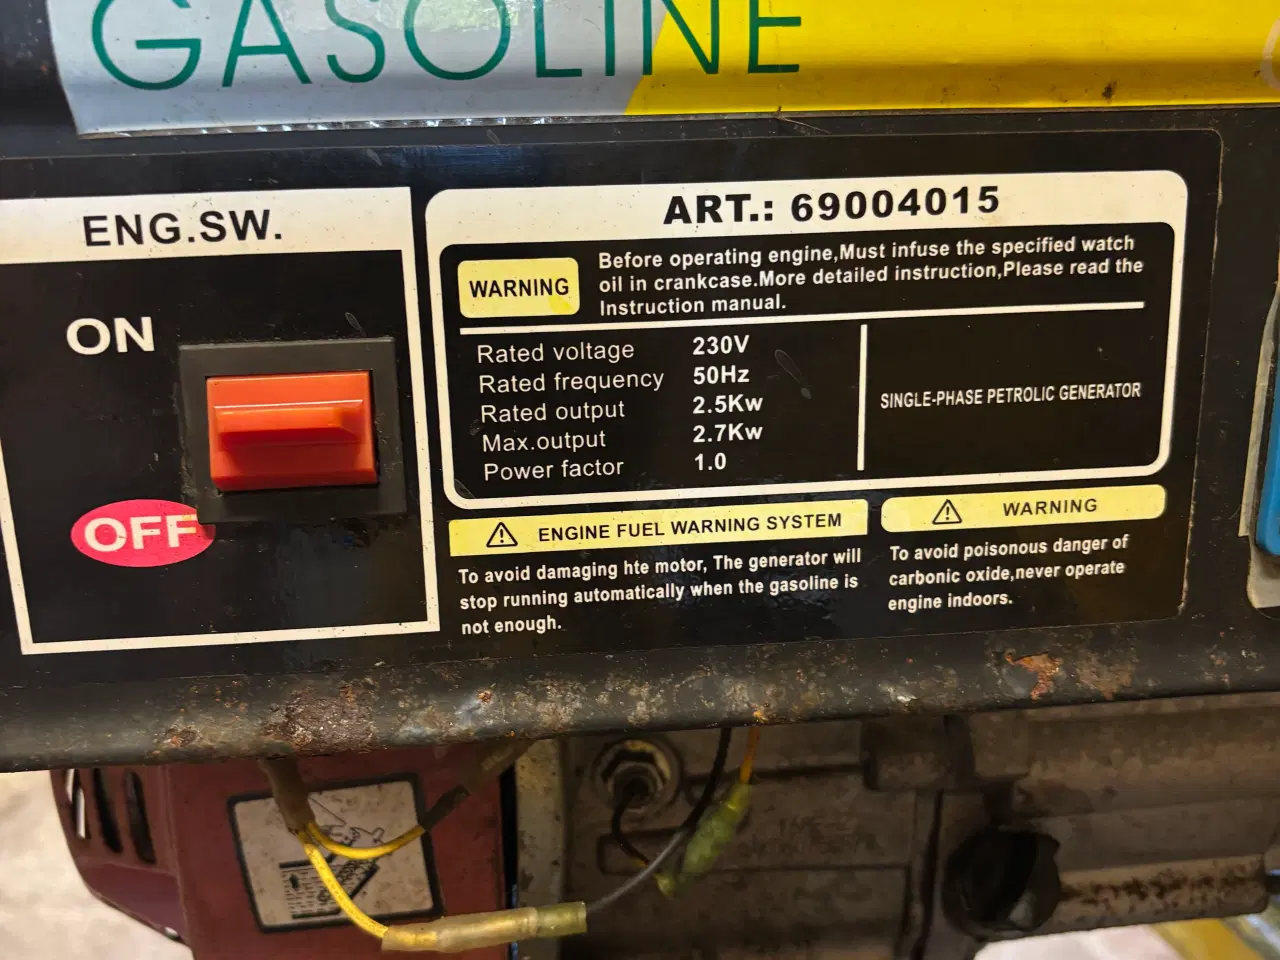 GASOLINE
ENG.SW.
ON
OFF
ART.: 69004015
WARNING
Before operating engine,Must infuse the specified watch
oil in crankcase.More detailed instruction,Please read the
Instruction manual.
Rated voltage 230V
Rated frequency 50Hz
Rated output 2.5Kw
Max.output 2.7Kw
Power factor 1.0
SINGLE-PHASE PETROLIC GENERATOR
ENGINE FUEL WARNING SYSTEM
To avoid damaging hte motor, The generator will
stop running automatically when the gasoline is
not enough.
WARNING
To avoid poisonous danger of
carbonic oxide,never operate
engine indoors.